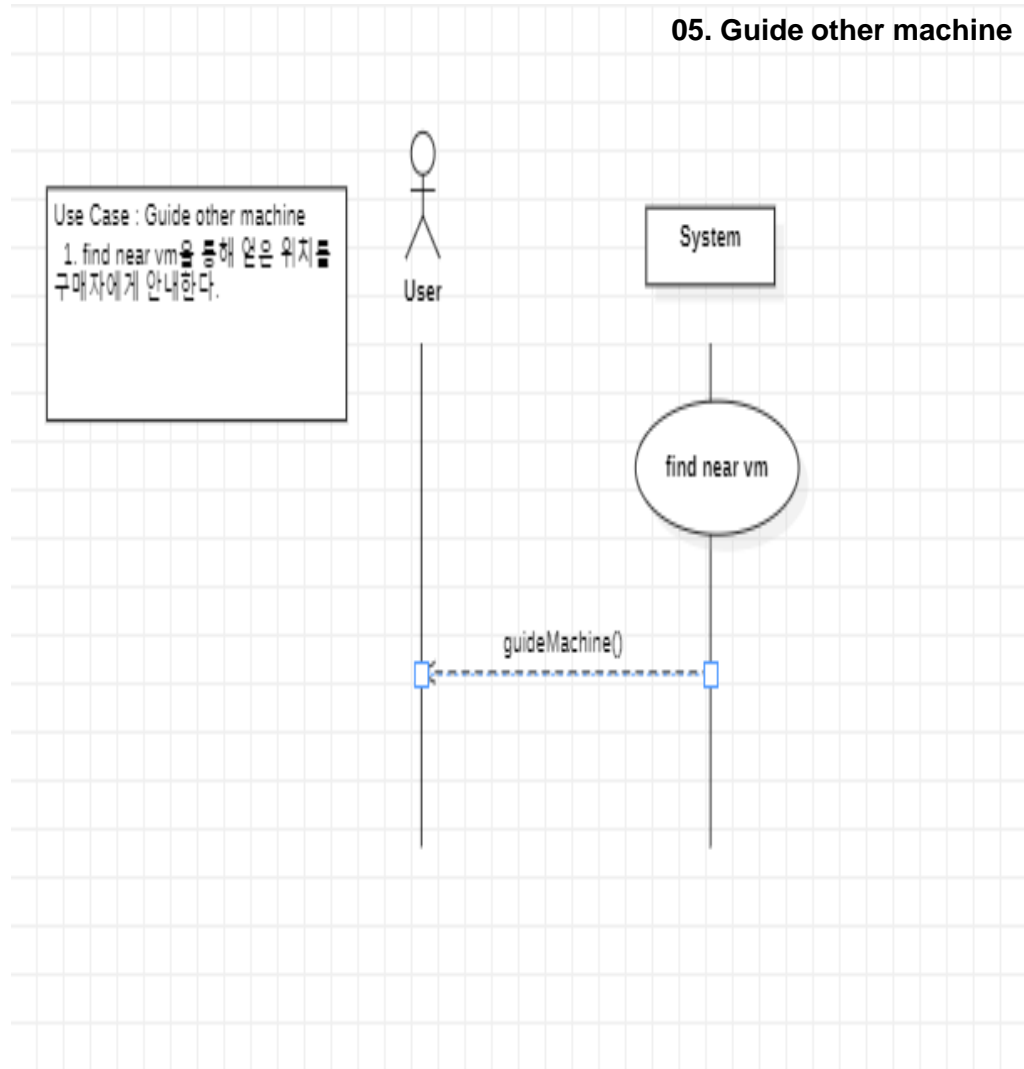 05. Guide other machine
Use Case : Guide other machine
1. find near vm을 통해 얻은 위치를
구매자에게 안내한다.
User
System
find near vm
guideMachine()